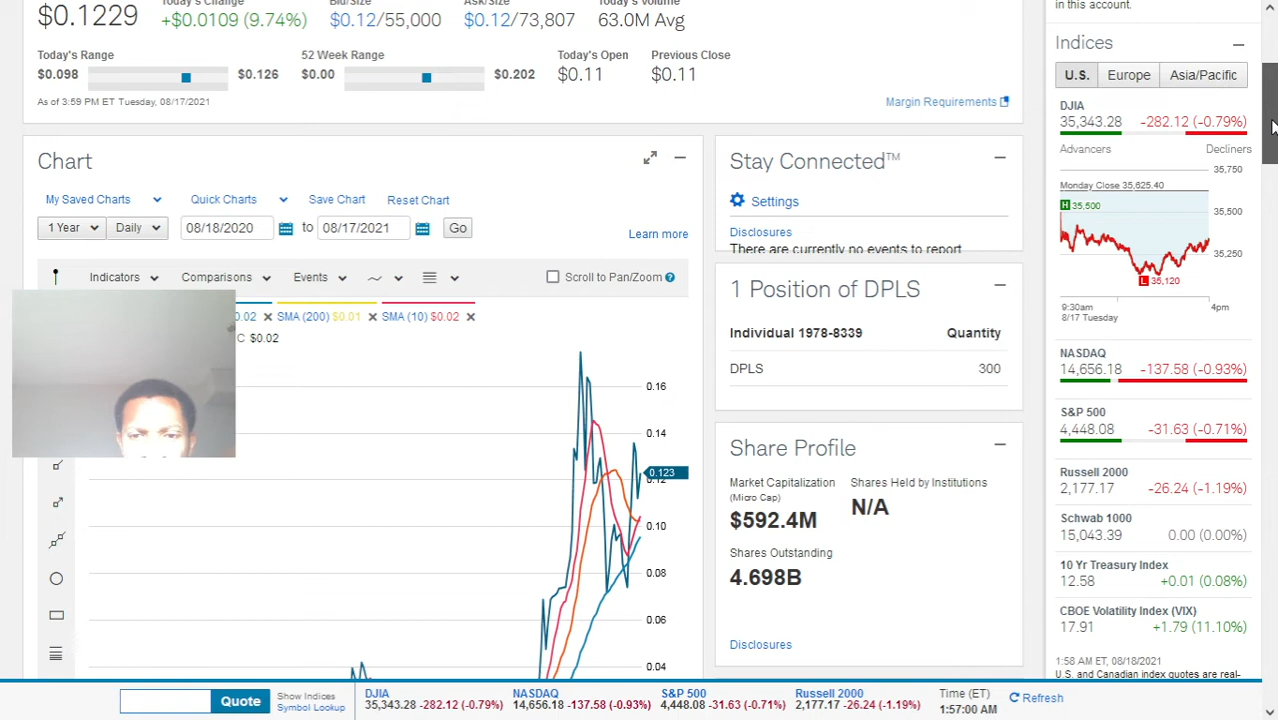 $0.1229
Today's Change
+$0.0109 (9.74%)
Bid/Size
$0.12/55,000
Ask/Size
$0.12/73,807
Today's Volume
63.0M Avg
Today's Range
$0.098
$0.126
52 Week Range
$0.00
$0.202
Today's Open
$0.11
Previous Close
$0.11
As of 3:59 PM ET Tuesday, 08/17/2021
Margin Requirements
Chart
My Saved Charts
Quick Charts
Save Chart
Reset Chart
1 Year
Daily
08/18/2020
to
08/17/2021
Go
Learn more
Indicators
Comparisons
Events
Scroll to Pan/Zoom
0.02
SMA (200) $0.01
SMA (10) $0.02
C $0.02
0.16
0.14
0.123
0.12
0.10
0.08
0.06
0.04
Stay Connected™
Settings
Disclosures
There are currently no events to report
1 Position of DPLS
Individual 1978-8339
Quantity
DPLS
300
Share Profile
Market Capitalization
(Micro Cap)
$592.4M
Shares Held by Institutions
N/A
Shares Outstanding
4.698B
Disclosures
in this account.
Indices
U.S.
Europe
Asia/Pacific
DJIA
35,343.28
-282.12 (-0.79%)
Advancers
Decliners
35,750
Monday Close 35,625.40
H 35,500
35,500
35,250
L 35,120
9:30am
4pm
8/17 Tuesday
NASDAQ
14,656.18
-137.58 (-0.93%)
S&P 500
4,448.08
-31.63 (-0.71%)
Russell 2000
2,177.17
-26.24 (-1.19%)
Schwab 1000
15,043.39
0.00 (0.00%)
10 Yr Treasury Index
12.58
+0.01 (0.08%)
CBOE Volatility Index (VIX)
17.91
+1.79 (11.10%)
1:58 AM ET, 08/18/2021
U.S. and Canadian index quotes are real-
Quote
Show Indices
Symbol Lookup
DJIA
35,343.28 -282.12 (-0.79%)
NASDAQ
14,656.18 -137.58 (-0.93%)
S&P 500
4,448.08 -31.63 (-0.71%)
Russell 2000
2,177.17 -26.24 (-1.19%)
Time (ET)
1:57:00 AM
Refresh